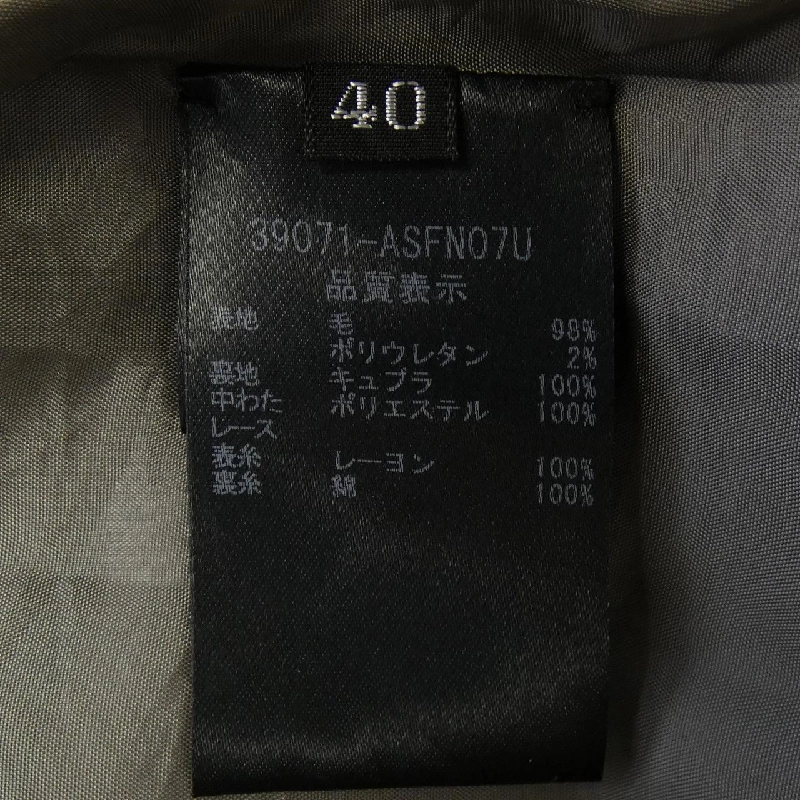 40
39071-ASFN07U
品質表示
表地 毛 98%
ポリウレタン 2%
裏地 キュプラ 100%
中わた ポリエステル 100%
レース
表糸 レーヨン 100%
裏糸 綿 100%